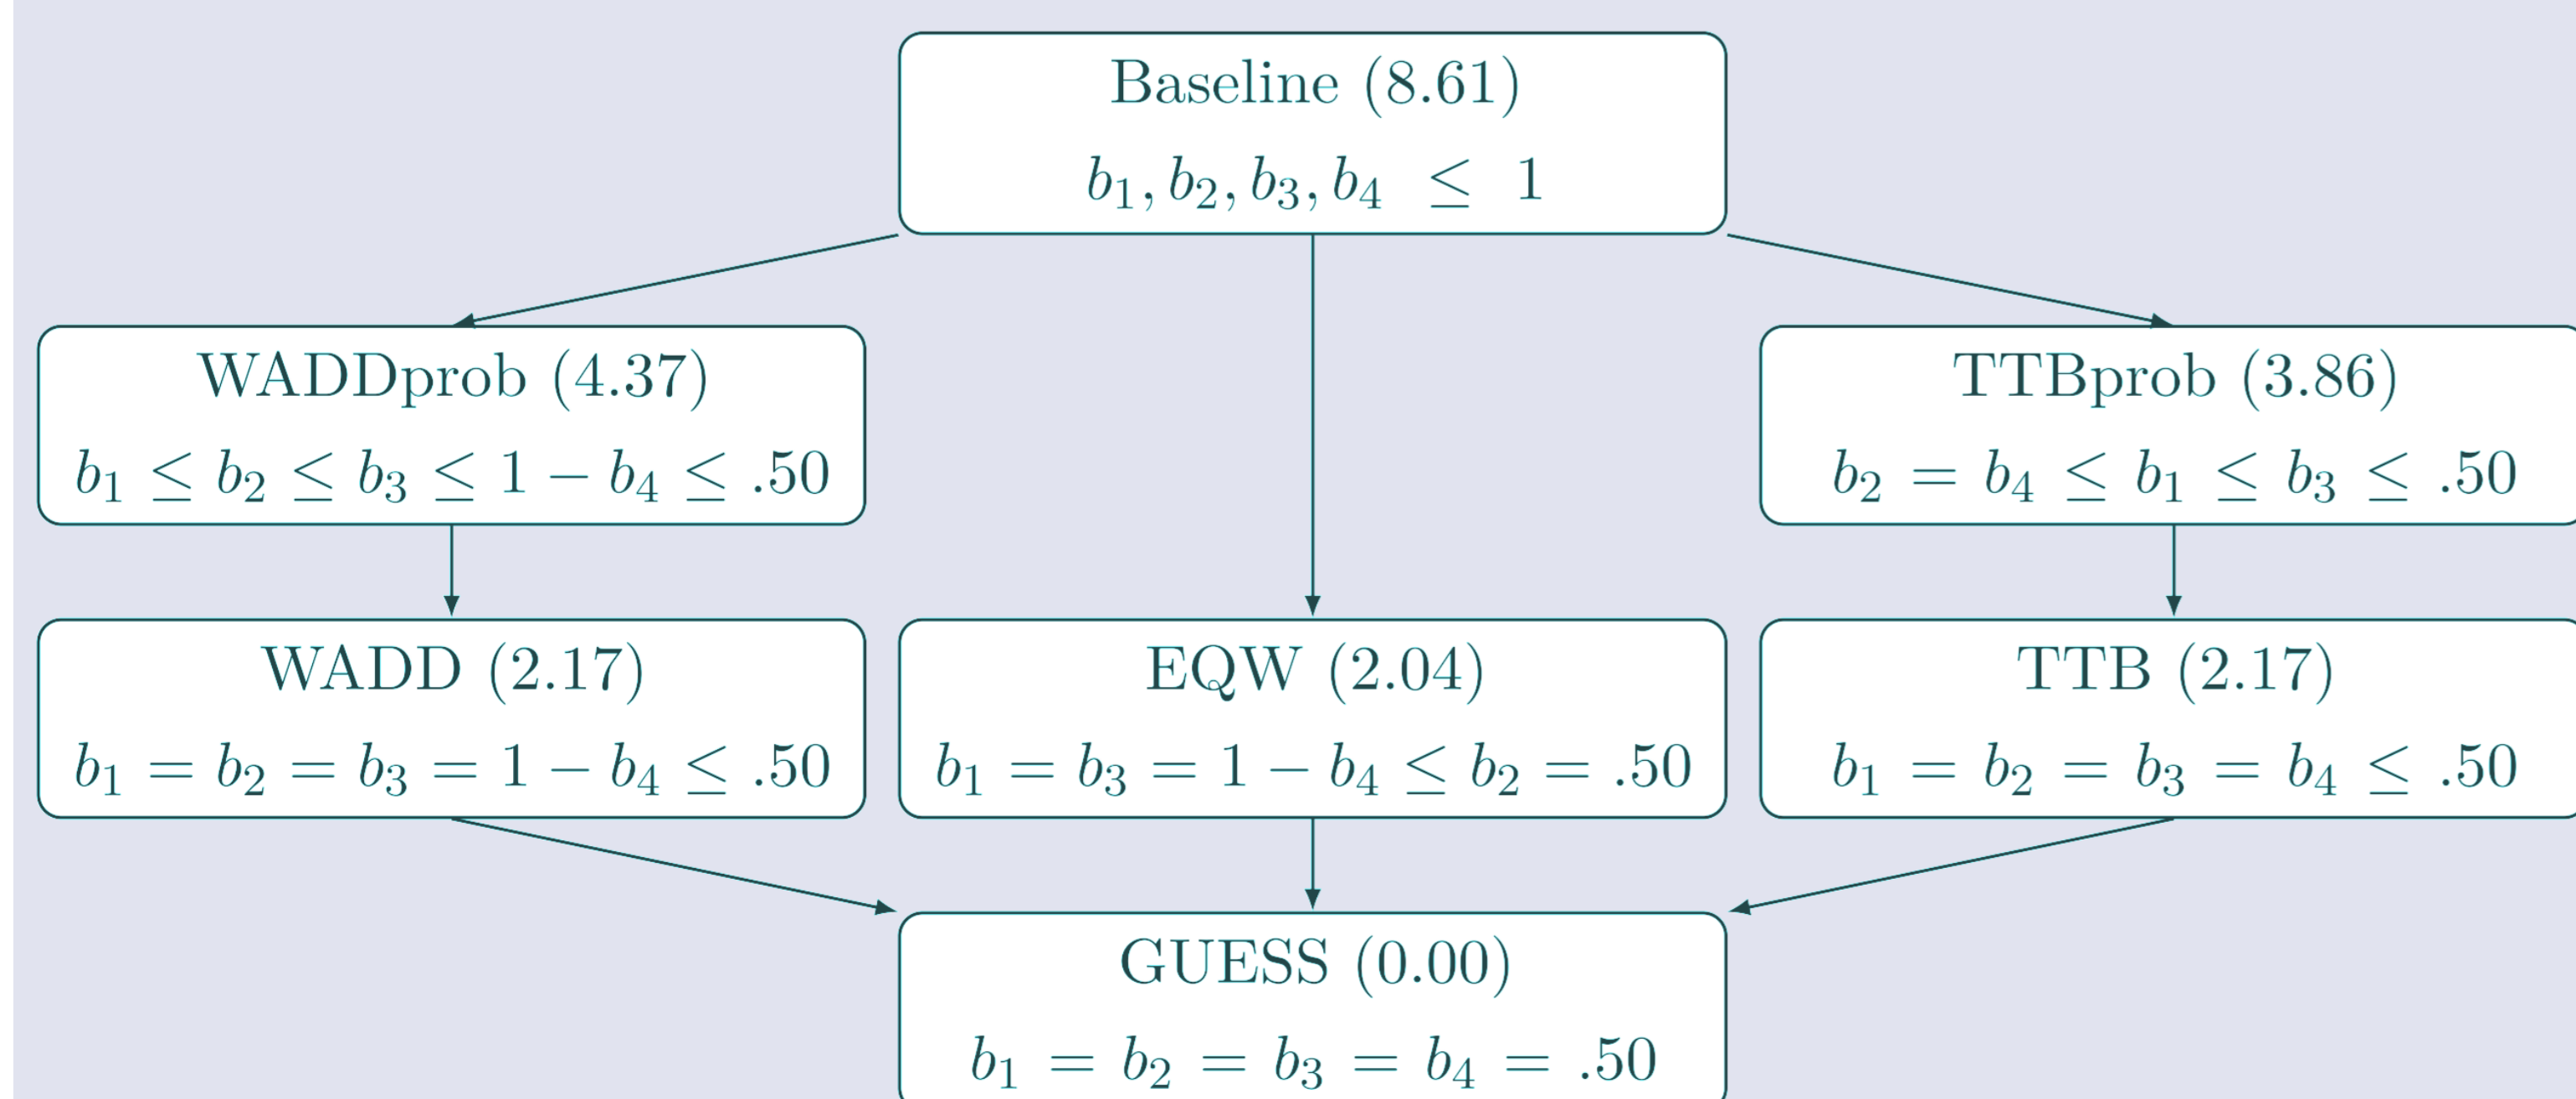 Baseline (8.61)
b₁, b₂, b₃, b₄ ≤ 1
WADDprob (4.37)
b₁ ≤ b₂ ≤ b₃ ≤ 1 − b₄ ≤ .50
TTBprob (3.86)
b₂ = b₄ ≤ b₁ ≤ b₃ ≤ .50
WADD (2.17)
b₁ = b₂ = b₃ = 1 − b₄ ≤ .50
EQW (2.04)
b₁ = b₃ = 1 − b₄ ≤ b₂ = .50
TTB (2.17)
b₁ = b₂ = b₃ = b₄ ≤ .50
GUESS (0.00)
b₁ = b₂ = b₃ = b₄ = .50